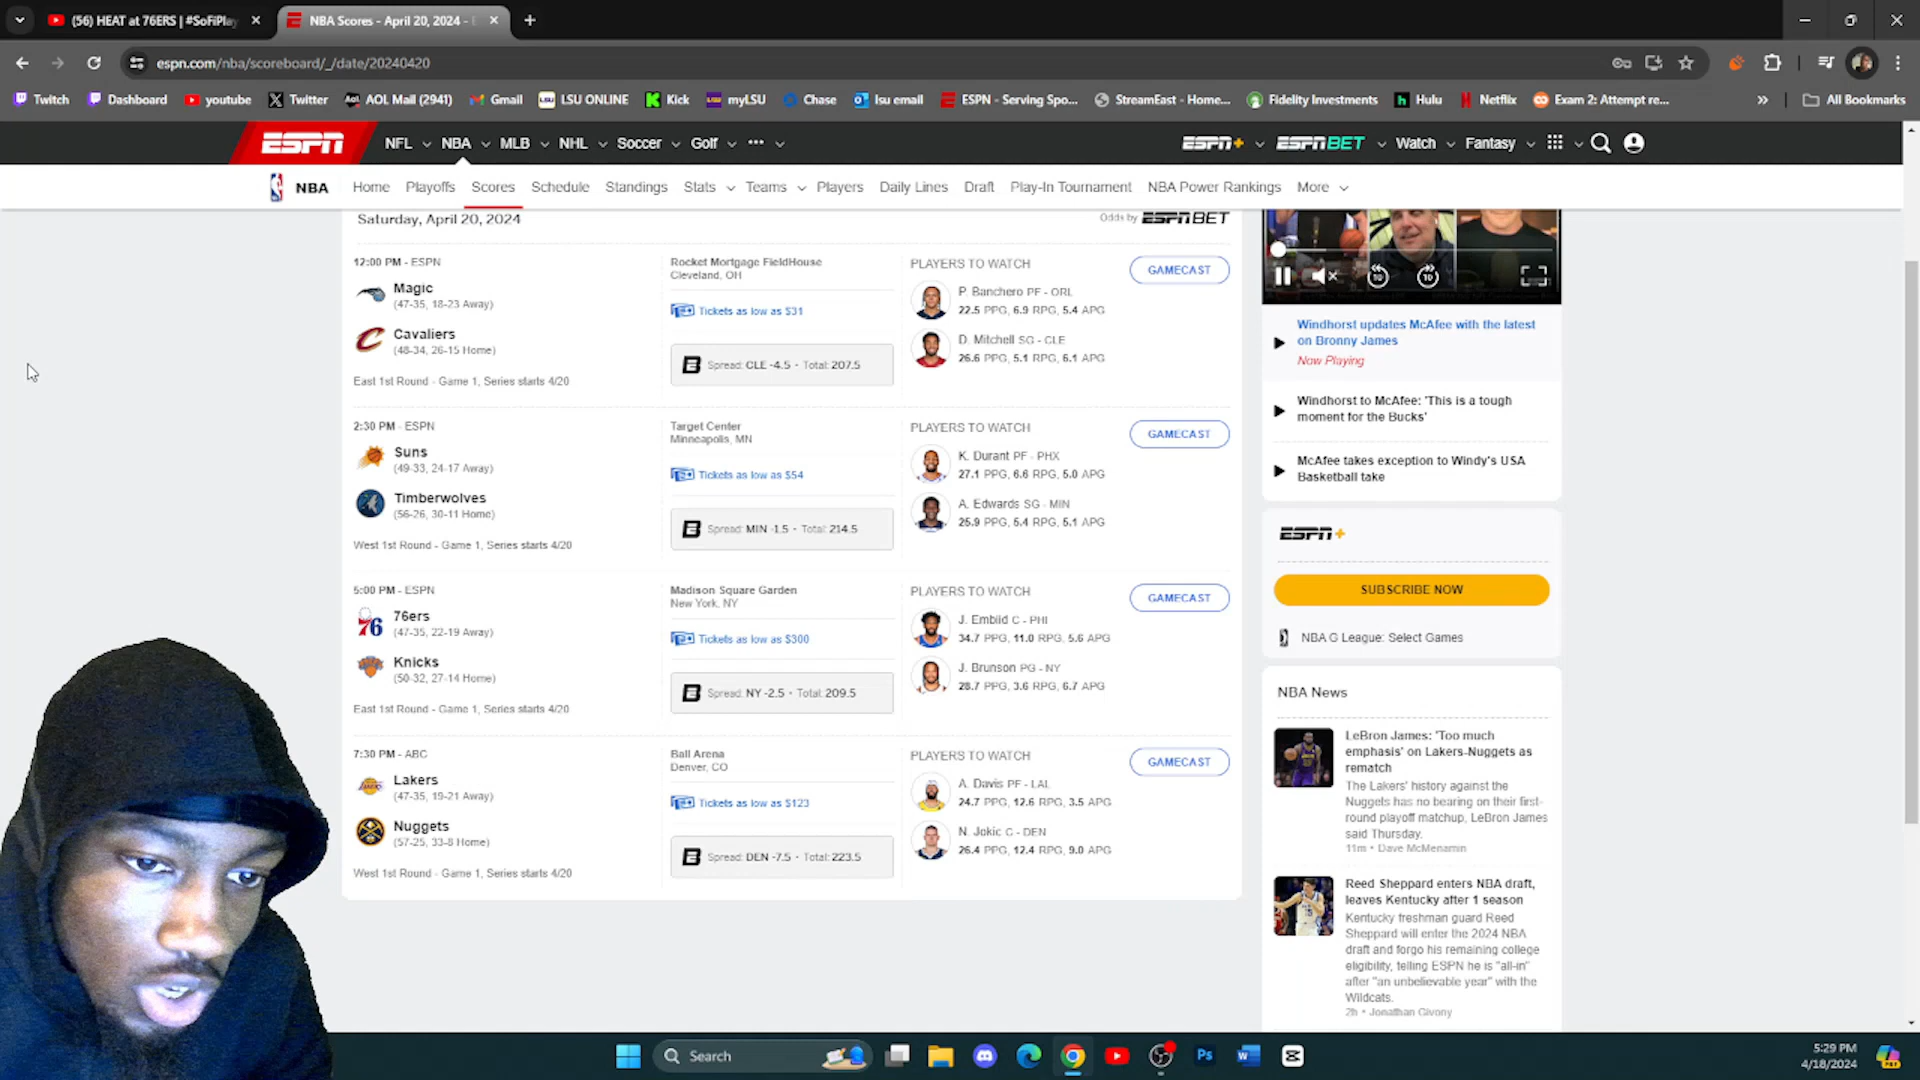 (56) HEAT at 76ERS | #SoFiPlay
NBA Scores - April 20, 2024 - E
espn.com/nba/scoreboard/_/date/20240420
Twitch
Dashboard
youtube
Twitter
AOL Mail (2941)
Gmail
LSU ONLINE
Kick
myLSU
Chase
lsu email
ESPN - Serving Spo...
StreamEast - Home...
Fidelity Investments
Hulu
Netflix
Exam 2: Attempt re...
»
All Bookmarks
ESPN
NFL
NBA
MLB
NHL
Soccer
Golf
...
ESPN+
ESPN BET
Watch
Fantasy
NBA
Home
Playoffs
Scores
Schedule
Standings
Stats
Teams
Players
Daily Lines
Draft
Play-In Tournament
NBA Power Rankings
More
Saturday, April 20, 2024
Odds by ESPN BET
12:00 PM - ESPN
Magic
(47-35, 18-23 Away)
Cavaliers
(48-34, 26-15 Home)
East 1st Round - Game 1, Series starts 4/20
Rocket Mortgage FieldHouse
Cleveland, OH
Tickets as low as $31
Spread: CLE -4.5 - Total: 207.5
PLAYERS TO WATCH
P. Banchero PF - ORL
22.5 PPG, 6.9 RPG, 5.4 APG
D. Mitchell SG - CLE
26.6 PPG, 5.1 RPG, 6.1 APG
GAMECAST
2:30 PM - ESPN
Suns
(49-33, 24-17 Away)
Timberwolves
(56-26, 30-11 Home)
West 1st Round - Game 1, Series starts 4/20
Target Center
Minneapolis, MN
Tickets as low as $54
Spread: MIN -1.5 - Total: 214.5
PLAYERS TO WATCH
K. Durant PF - PHX
27.1 PPG, 6.6 RPG, 5.0 APG
A. Edwards SG - MIN
25.9 PPG, 5.4 RPG, 5.1 APG
GAMECAST
5:00 PM - ESPN
76ers
(47-35, 22-19 Away)
Knicks
(50-32, 27-14 Home)
East 1st Round - Game 1, Series starts 4/20
Madison Square Garden
New York, NY
Tickets as low as $300
Spread: NY -2.5 - Total: 209.5
PLAYERS TO WATCH
J. Embiid C - PHI
34.7 PPG, 11.0 RPG, 5.6 APG
J. Brunson PG - NY
28.7 PPG, 3.6 RPG, 6.7 APG
GAMECAST
7:30 PM - ABC
Lakers
(47-35, 19-21 Away)
Nuggets
(57-25, 33-8 Home)
West 1st Round - Game 1, Series starts 4/20
Ball Arena
Denver, CO
Tickets as low as $123
Spread: DEN -7.5 - Total: 223.5
PLAYERS TO WATCH
A. Davis PF - LAL
24.7 PPG, 12.6 RPG, 3.5 APG
N. Jokic C - DEN
26.4 PPG, 12.4 RPG, 9.0 APG
GAMECAST
10
10
Windhorst updates McAfee with the latest
on Bronny James
Now Playing
Windhorst to McAfee: 'This is a tough
moment for the Bucks'
McAfee takes exception to Windy's USA
Basketball take
ESPN+
SUBSCRIBE NOW
NBA G League: Select Games
NBA News
LeBron James: 'Too much
emphasis' on Lakers-Nuggets as
rematch
The Lakers' history against the
Nuggets has no bearing on their first-
round playoff matchup, LeBron James
said Thursday.
11m • Dave McMenamin
Reed Sheppard enters NBA draft,
leaves Kentucky after 1 season
Kentucky freshman guard Reed
Sheppard will enter the 2024 NBA
draft and forgo his remaining college
eligibility, telling ESPN he is "all-in"
after "an unbelievable year" with the
Wildcats.
2h • Jonathan Givony
Search
Ps
5:29 PM
4/18/2024